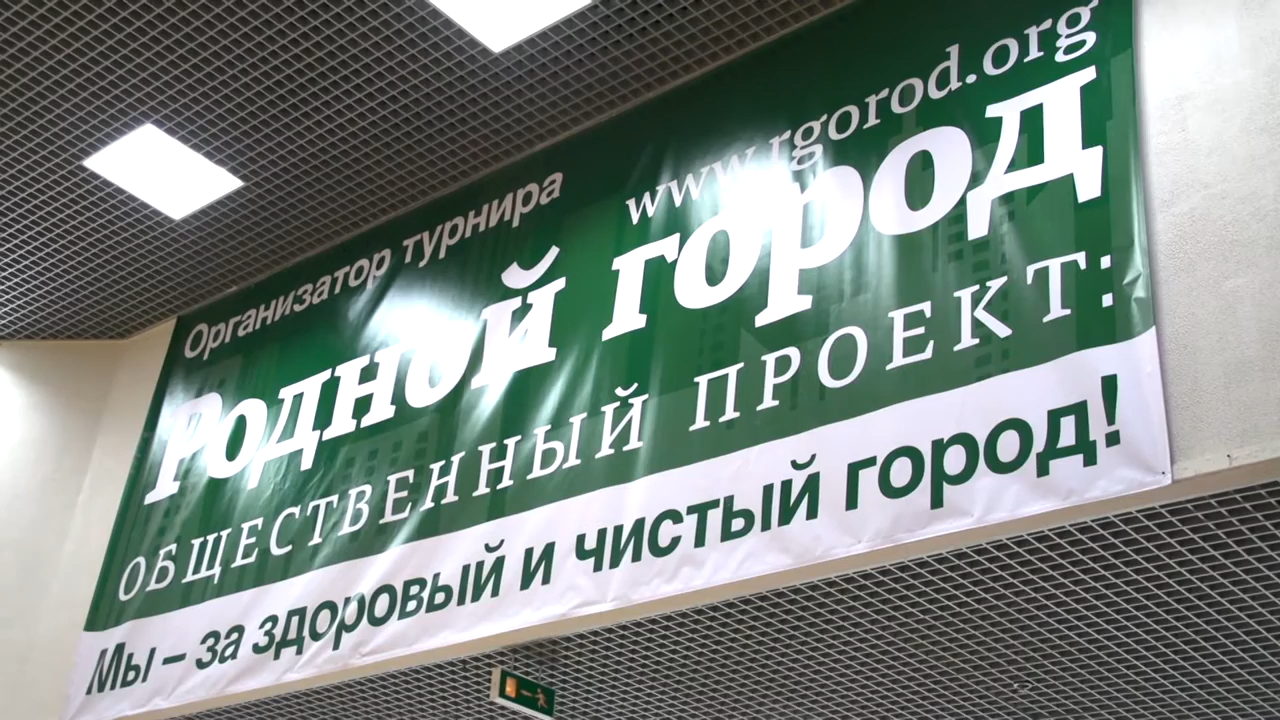 Организатор турнира
www.rgorod.org
Родной город
ОБЩЕСТВЕННЫЙ ПРОЕКТ:
Мы – за здоровый и чистый город!